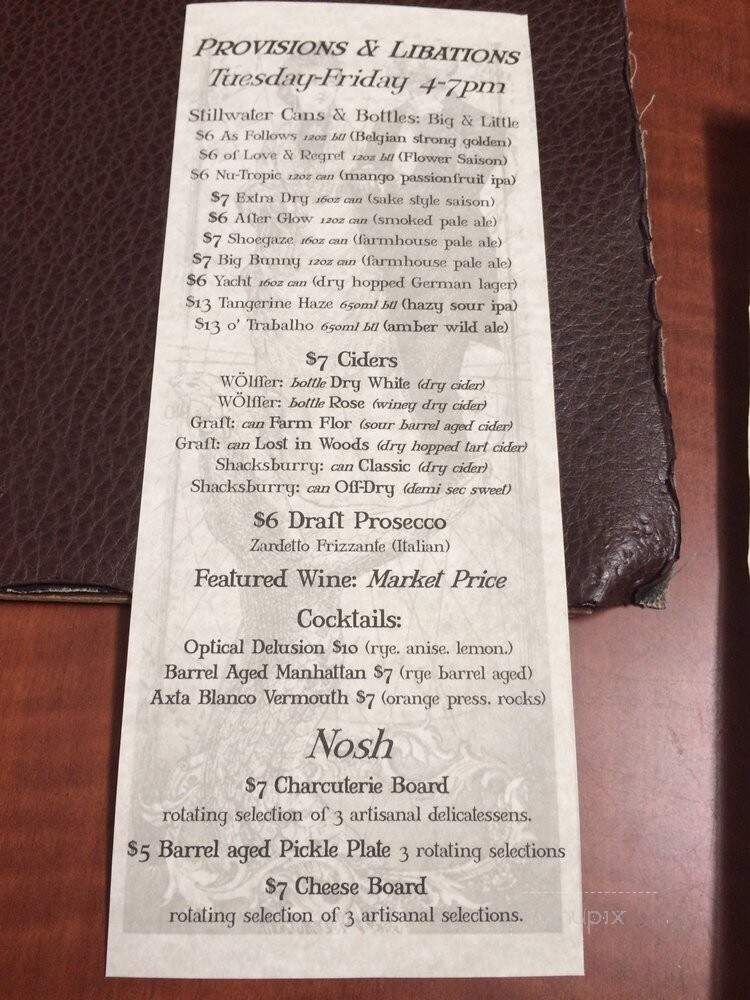 PROVISIONS & LIBATIONS
Tuesday-Friday 4-7pm
Stillwater Cans & Bottles: Big & Little
$6 As Follows 12oz btl (Belgian strong golden)
$6 of Love & Regret 12oz btl (Flower Saison)
$6 Nu-Tropic 12oz can (mango passionfruit ipa)
$7 Extra Dry 16oz can (sake style saison)
$6 After Glow 12oz can (smoked pale ale)
$7 Shoegaze 16oz can (farmhouse pale ale)
$7 Big Bunny 12oz can (farmhouse pale ale)
$6 Yacht 16oz can (dry hopped German lager)
$13 Tangerine Haze 650ml btl (hazy sour ipa)
$13 o' Trabalho 650ml btl (amber wild ale)
$7 Ciders
WÖlffer: bottle Dry White (dry cider)
WÖlffer: bottle Rose (winey dry cider)
Graft: can Farm Flor (sour barrel aged cider)
Graft: can Lost in Woods (dry hopped tart cider)
Shacksburry: can Classic (dry cider)
Shacksburry: can Off-Dry (demi sec sweet)
$6 Draft Prosecco
Zardetto Frizzante (Italian)
Featured Wine: Market Price
Cocktails:
Optical Delusion $10 (rye. anise. lemon.)
Barrel Aged Manhattan $7 (rye barrel aged)
Axta Blanco Vermouth $7 (orange press. rocks)
Nosh
$7 Charcuterie Board
rotating selection of 3 artisanal delicatessens.
$5 Barrel aged Pickle Plate 3 rotating selections
$7 Cheese Board
rotating selection of 3 artisanal selections.